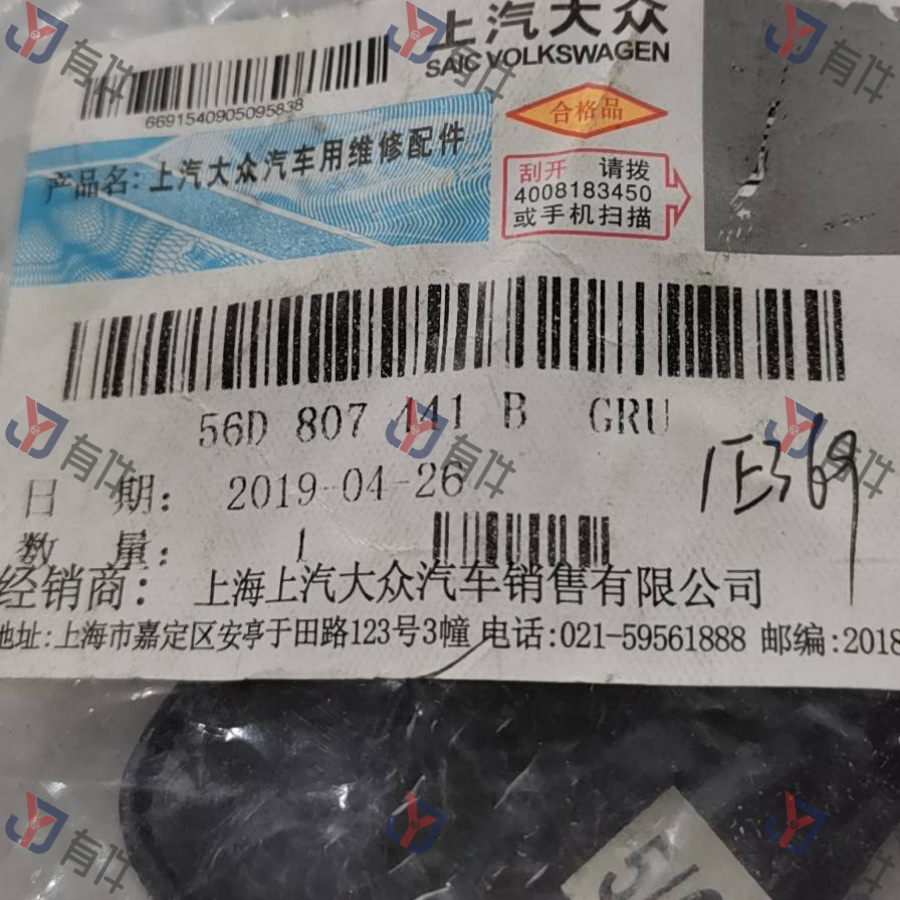 上汽大众
SAIC VOLKSWAGEN
6691540905095838
合格品
产品名: 上汽大众汽车用维修配件
刮开 请拨
4008183450
或手机扫描
56D 807 441 B GRU
日 期: 2019-04-26
数 量: 1
经销商: 上海上汽大众汽车销售有限公司
地址:上海市嘉定区安亭于田路123号3幢 电话:021-59561888 邮编:2018
有件